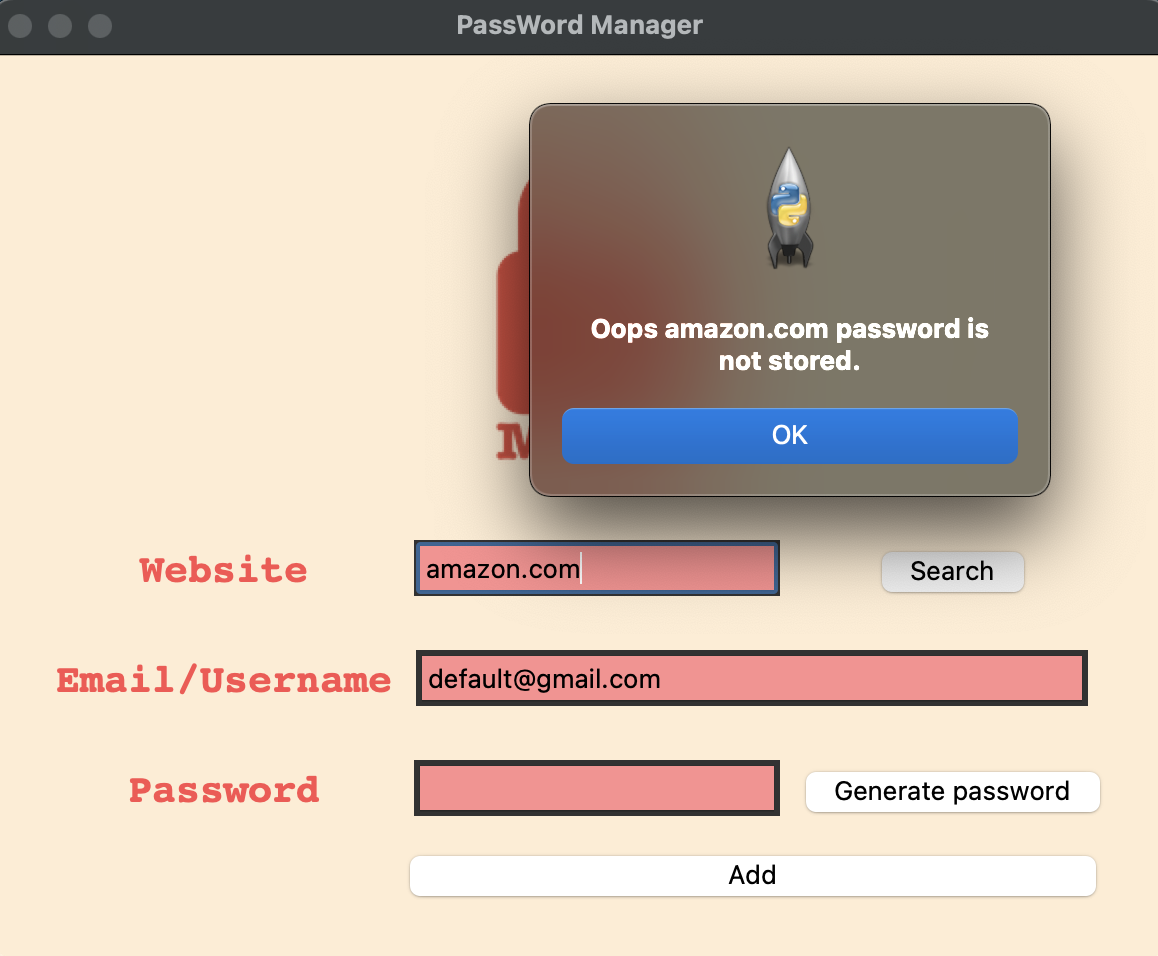 PassWord Manager
Oops amazon.com password is
not stored.
OK
M
Website
amazon.com
Search
Email/Username
default@gmail.com
Password
Generate password
Add